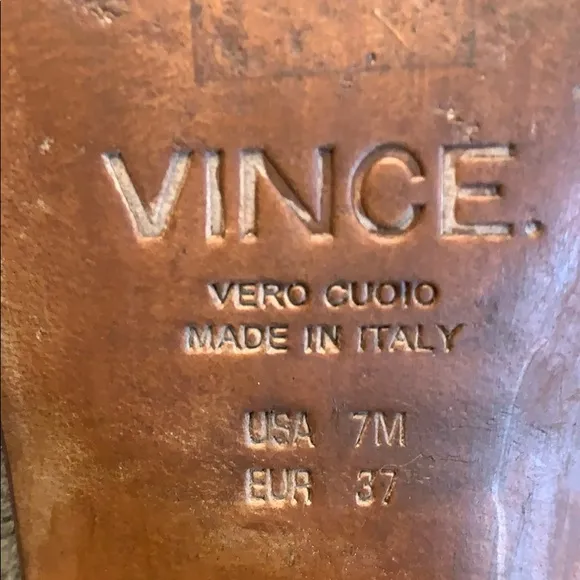 VINCE.
VERO CUOIO
MADE IN ITALY
USA 7M
EUR 37